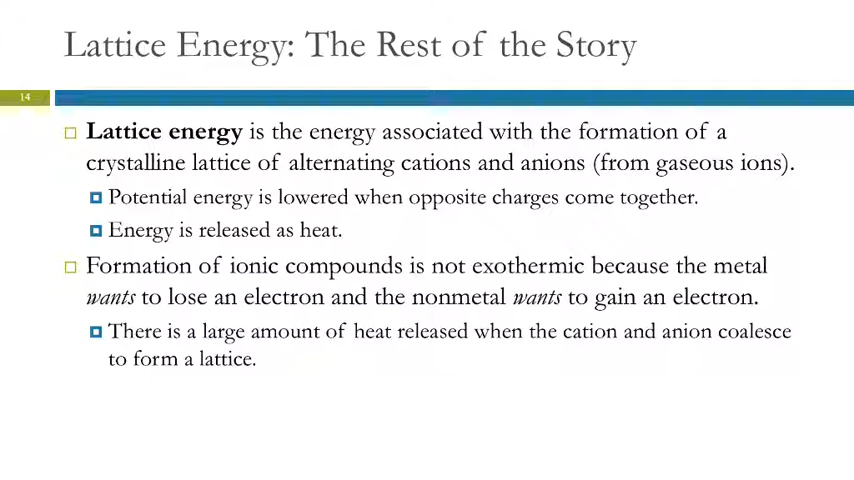 Lattice Energy: The Rest of the Story
14
Lattice energy is the energy associated with the formation of a
crystalline lattice of alternating cations and anions (from gaseous ions).
Potential energy is lowered when opposite charges come together.
Energy is released as heat.
Formation of ionic compounds is not exothermic because the metal
wants to lose an electron and the nonmetal wants to gain an electron.
There is a large amount of heat released when the cation and anion coalesce
to form a lattice.